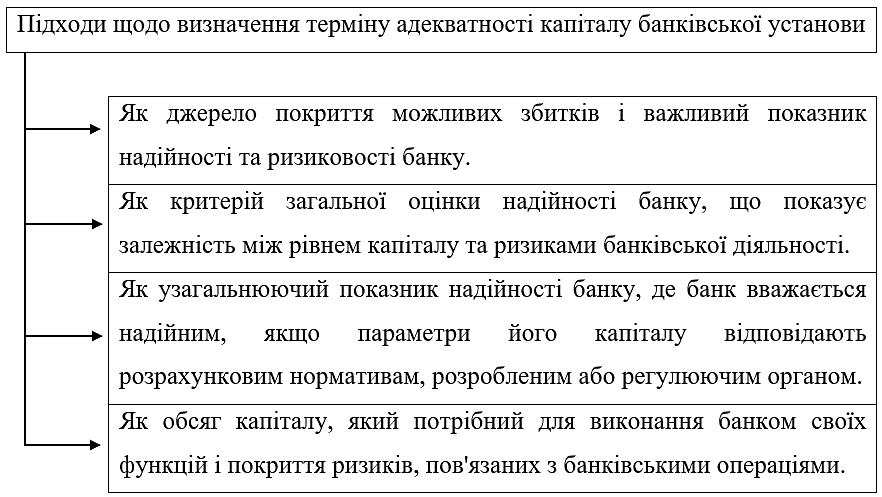 Підходи щодо визначення терміну адекватності капіталу банківської установи
Як джерело покриття можливих збитків і важливий показник
надійності та ризиковості банку.
Як критерій загальної оцінки надійності банку, що показує
залежність між рівнем капіталу та ризиками банківської діяльності.
Як узагальнюючий показник надійності банку, де банк вважається
надійним, якщо параметри його капіталу відповідають
розрахунковим нормативам, розробленим або регулюючим органом.
Як обсяг капіталу, який потрібний для виконання банком своїх
функцій і покриття ризиків, пов'язаних з банківськими операціями.